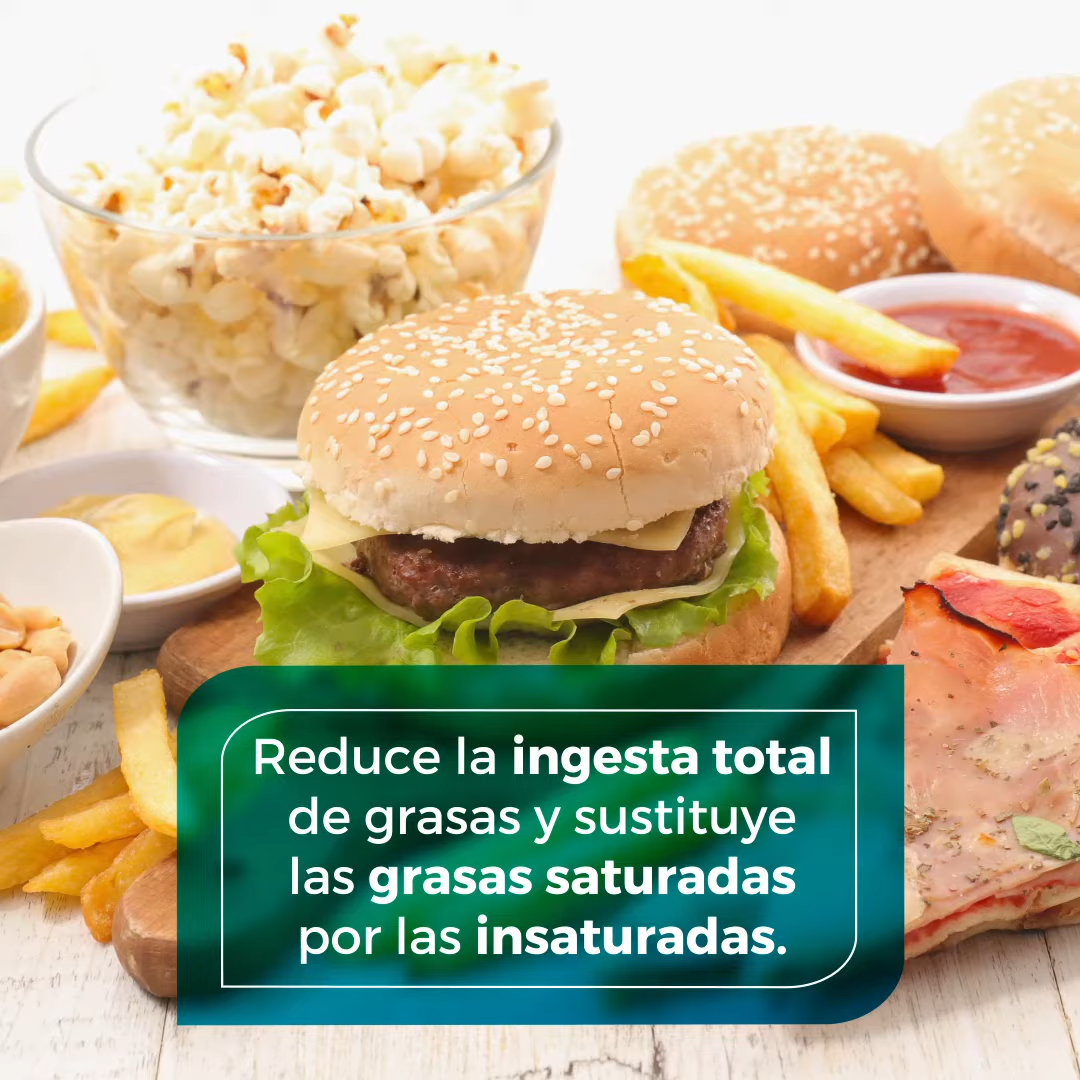 Reduce la ingesta total
de grasas y sustituye
las grasas saturadas
por las insaturadas.